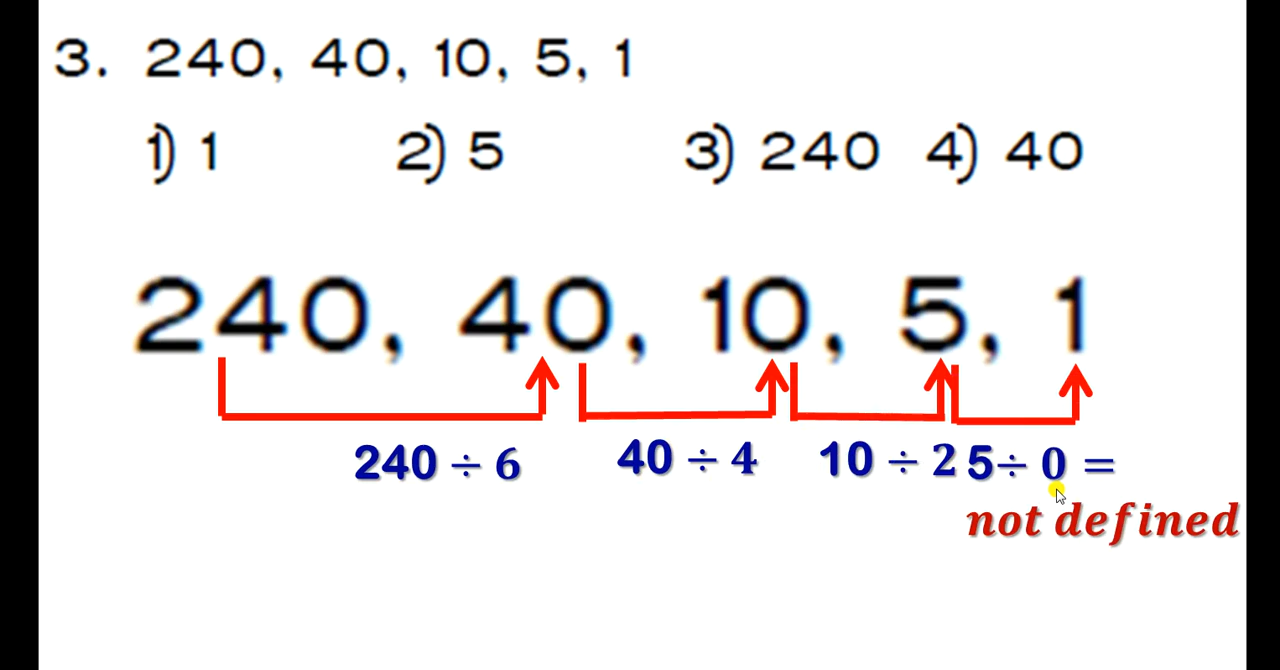 3. 240, 40, 10, 5, 1
1) 1 2) 5 3) 240 4) 40
240, 40, 10, 5, 1
240 ÷ 6 40 ÷ 4 10 ÷ 2 5÷ 0 =
not defined